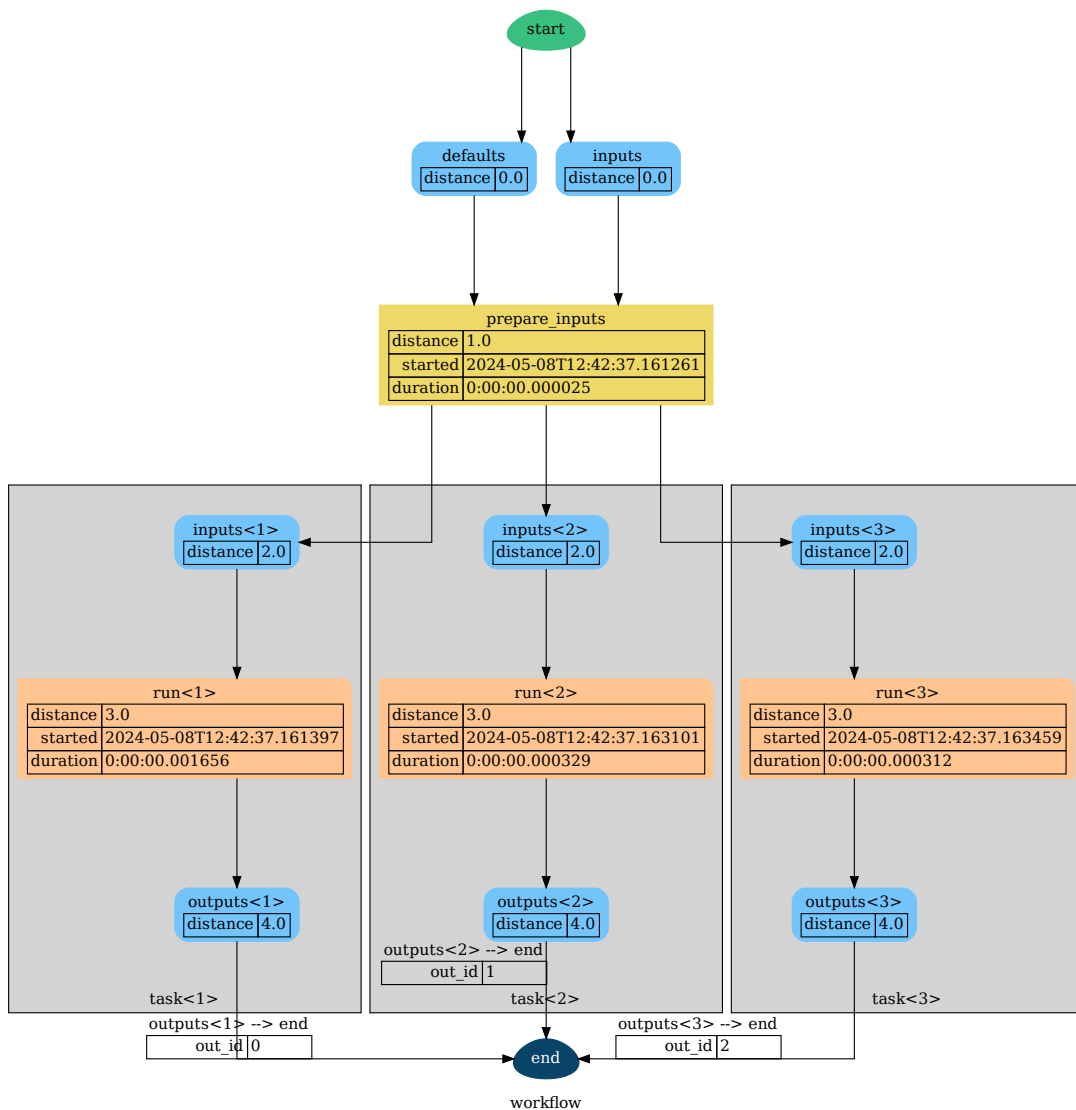 start
defaults
distance 0.0
inputs
distance 0.0
prepare_inputs
distance 1.0
started 2024-05-08T12:42:37.161261
duration 0:00:00.000025
inputs<1>
distance 2.0
inputs<2>
distance 2.0
inputs<3>
distance 2.0
run<1>
distance 3.0
started 2024-05-08T12:42:37.161397
duration 0:00:00.001656
run<2>
distance 3.0
started 2024-05-08T12:42:37.163101
duration 0:00:00.000329
run<3>
distance 3.0
started 2024-05-08T12:42:37.163459
duration 0:00:00.000312
outputs<1>
distance 4.0
outputs<2>
distance 4.0
outputs<3>
distance 4.0
outputs<2> --> end
out_id 1
task<1>
task<2>
task<3>
outputs<1> --> end
out_id 0
outputs<3> --> end
out_id 2
end
workflow